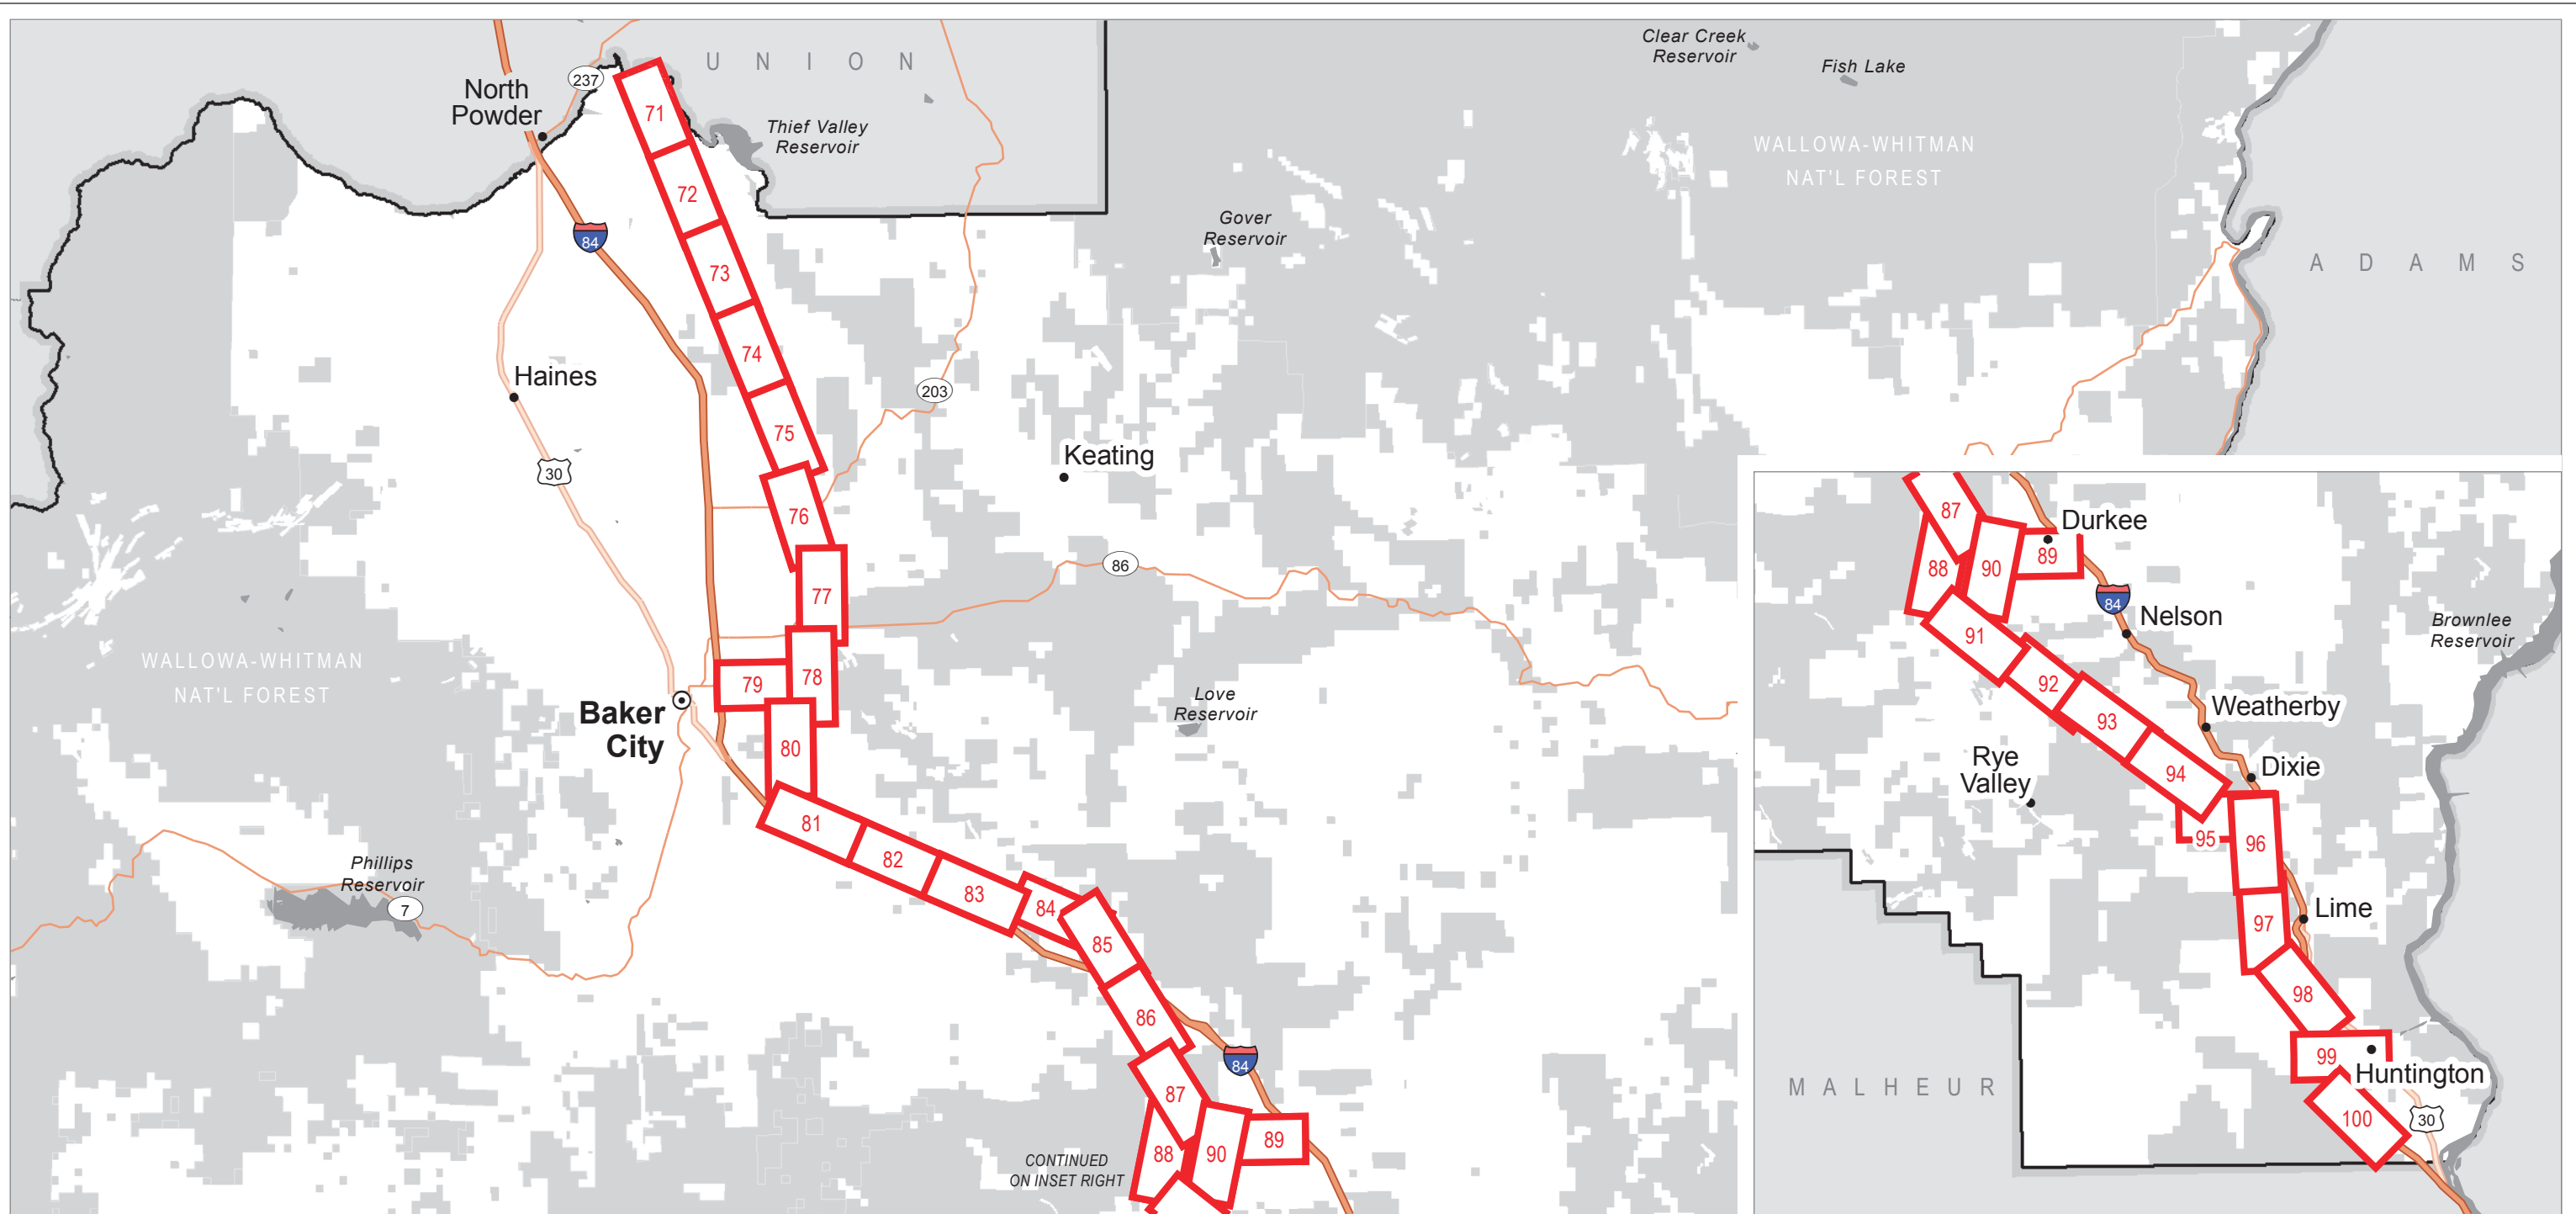 UNION
Clear Creek
Reservoir
Fish Lake
237
North
Powder
71
Thief Valley
Reservoir
WALLOWA-WHITMAN
NAT'L FOREST
72
Gover
Reservoir
84
73
ADAMS
74
Haines
203
75
Keating
30
76
86
77
WALLOWA-WHITMAN
NAT'L FOREST
78
79
Love
Reservoir
Baker
City
80
81
82
Phillips
Reservoir
7
83
84
85
86
84
87
88
90
89
CONTINUED
ON INSET RIGHT
87
Durkee
88
90
89
84
Nelson
Brownlee
Reservoir
91
92
Weatherby
93
Rye
Valley
94
Dixie
95
96
Lime
97
98
99
Huntington
MALHEUR
100
30